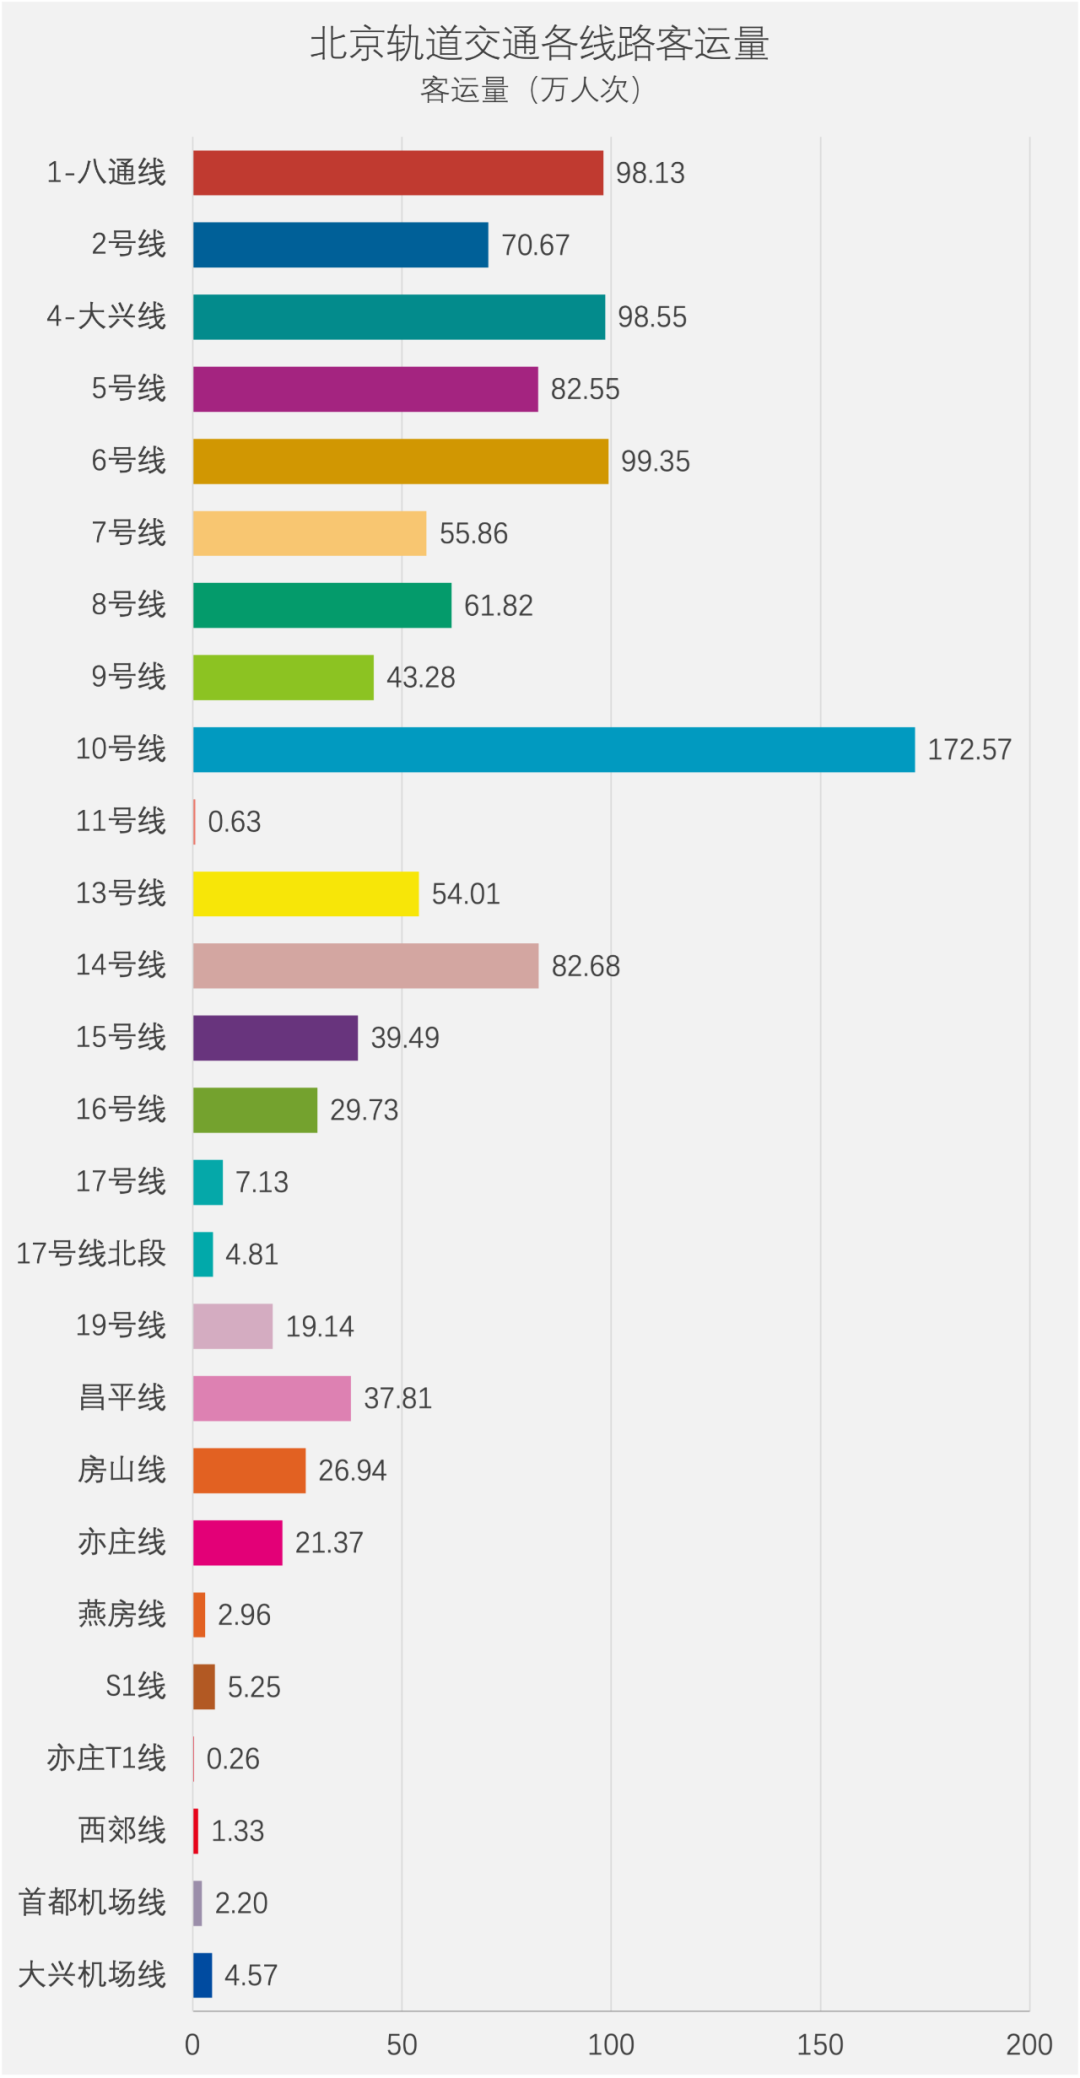 北京轨道交通各线路客运量
客运量（万人次）
1-八通线 98.13
2号线 70.67
4-大兴线 98.55
5号线 82.55
6号线 99.35
7号线 55.86
8号线 61.82
9号线 43.28
10号线 172.57
11号线 0.63
13号线 54.01
14号线 82.68
15号线 39.49
16号线 29.73
17号线 7.13
17号线北段 4.81
19号线 19.14
昌平线 37.81
房山线 26.94
亦庄线 21.37
燕房线 2.96
S1线 5.25
亦庄T1线 0.26
西郊线 1.33
首都机场线 2.20
大兴机场线 4.57
0 50 100 150 200